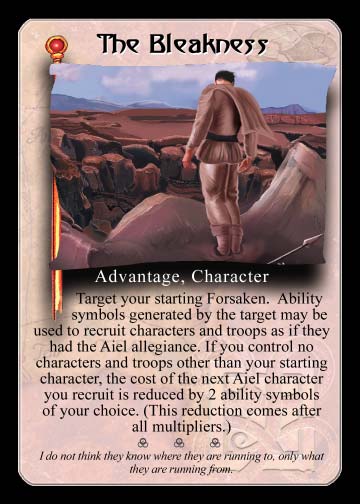 The Bleakness
Advantage, Character
Target your starting Forsaken. Ability
symbols generated by the target may be
used to recruit characters and troops as if they
had the Aiel allegiance. If you control no
characters and troops other than your starting
character, the cost of the next Aiel character
you recruit is reduced by 2 ability symbols
of your choice. (This reduction comes after
all multipliers.)
I do not think they know where they are running to, only what
they are running from.